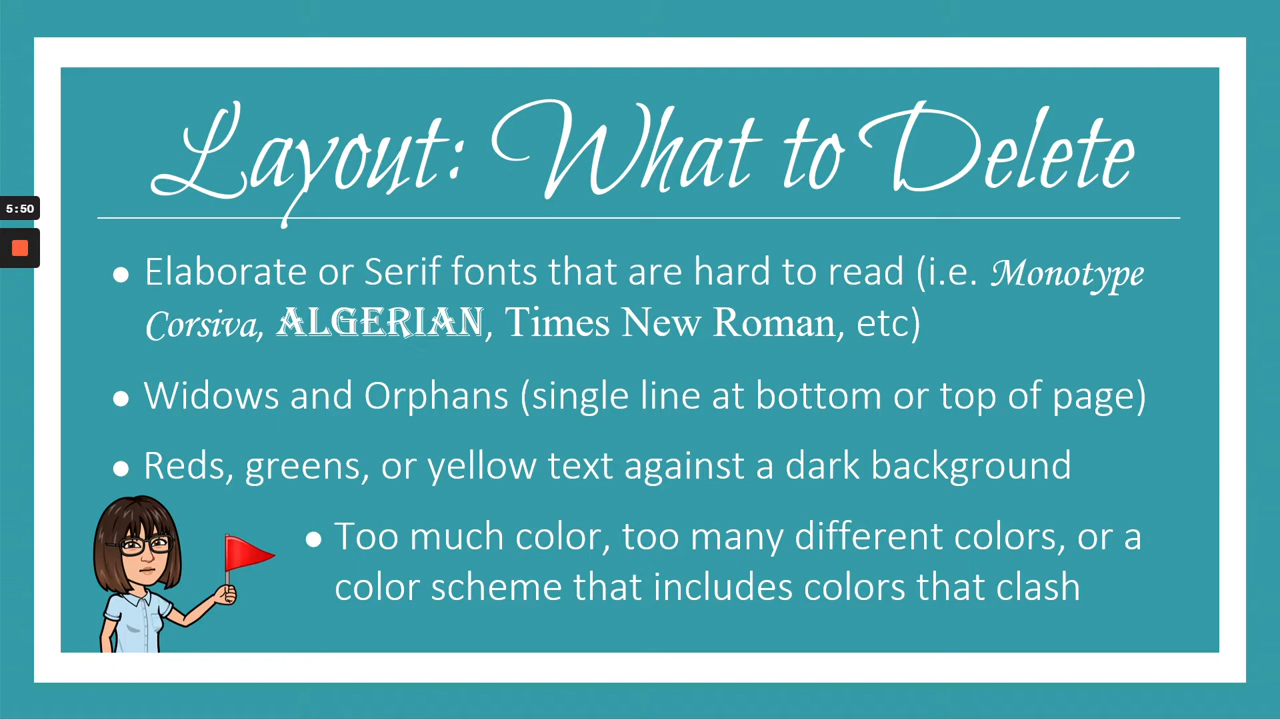 Layout: What to Delete
5:50
● Elaborate or Serif fonts that are hard to read (i.e. Monotype
Corsiva, ALGERIAN, Times New Roman, etc)
● Widows and Orphans (single line at bottom or top of page)
● Reds, greens, or yellow text against a dark background
● Too much color, too many different colors, or a
color scheme that includes colors that clash